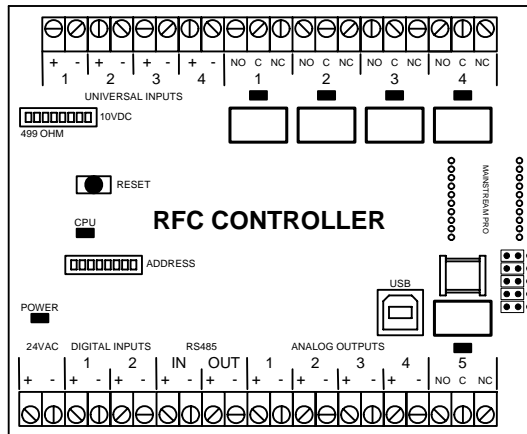 + - + - + - + - NO C NC NO C NC NO C NC NO C NC
1 2 3 4 1 2 3 4
UNIVERSAL INPUTS
10VDC
499 OHM
RESET
MAINSTREAM PRO
CPU
RFC CONTROLLER
ADDRESS
USB
POWER
24VAC DIGITAL INPUTS RS485 ANALOG OUTPUTS
1 2 IN OUT 1 2 3 4 5
+ - + - + - + - + - + - + - + - + - NO C NC